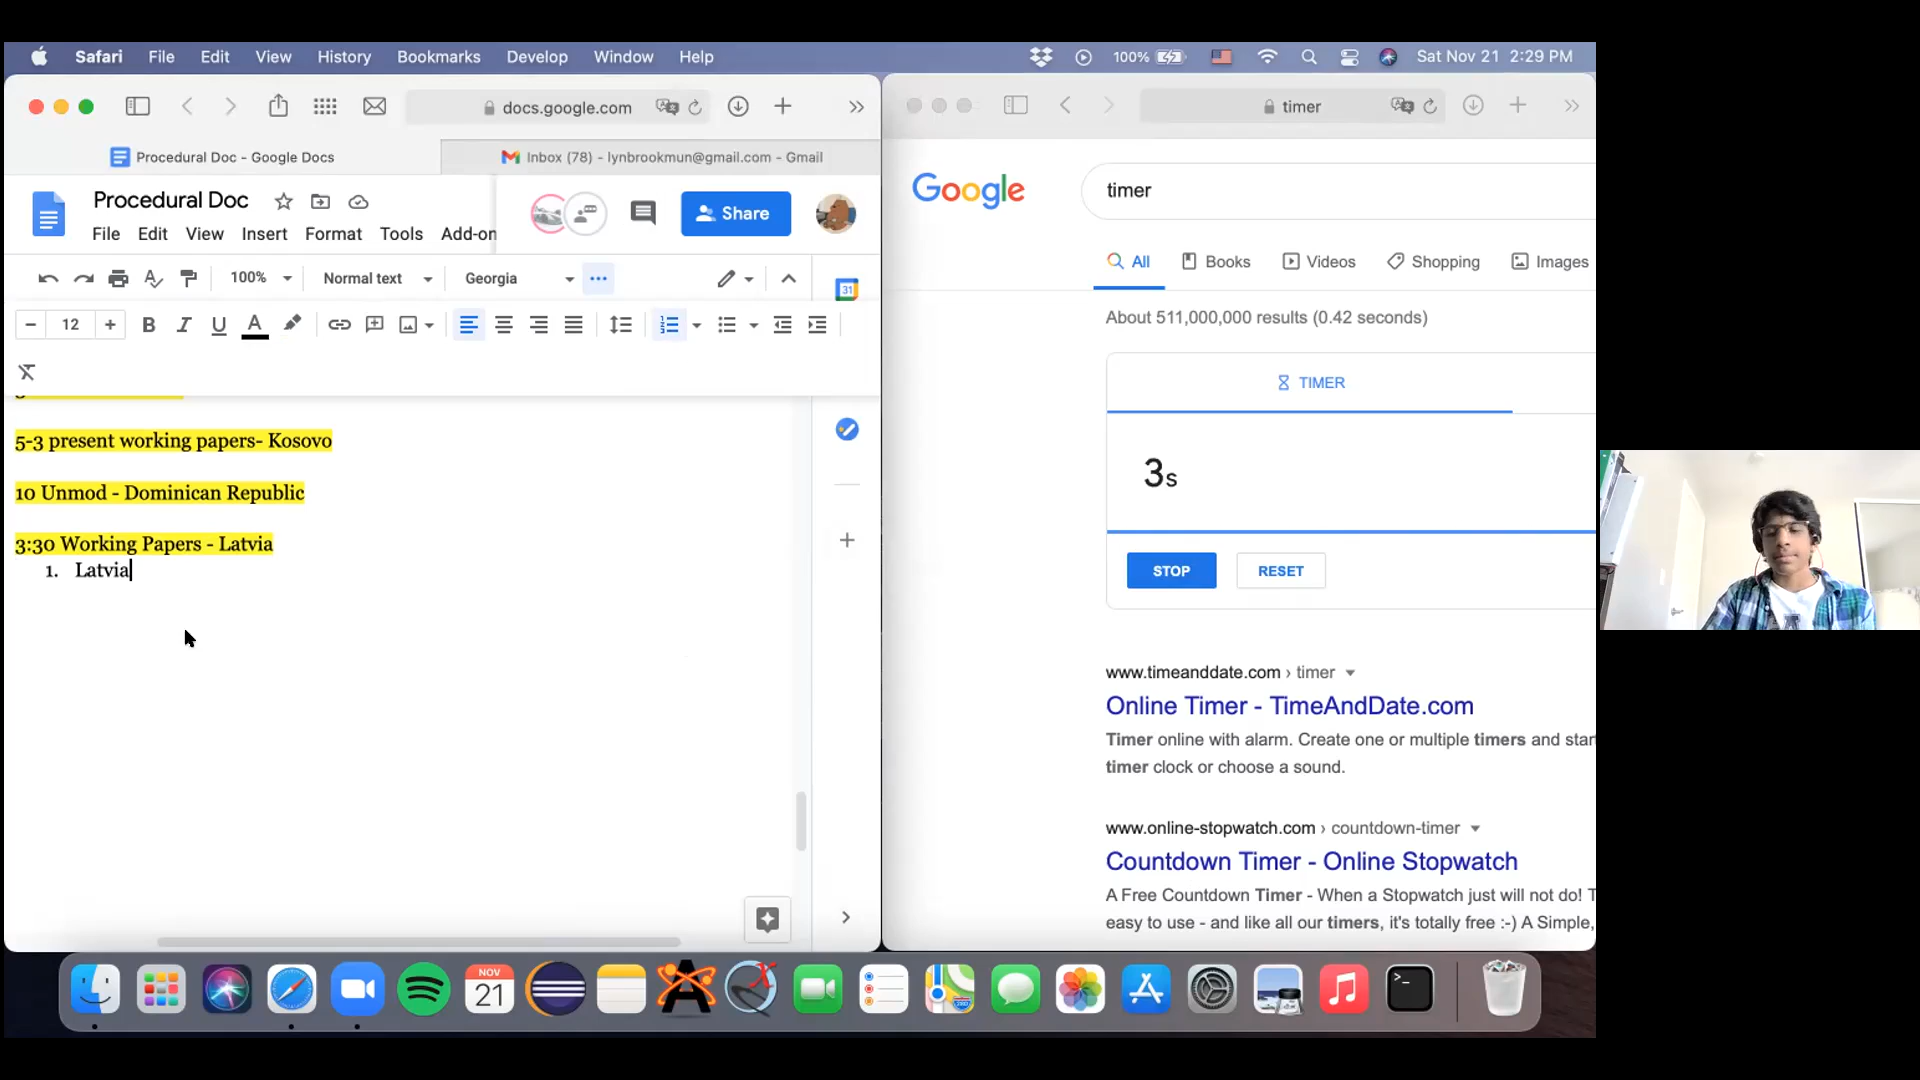 Safari File Edit View History Bookmarks Develop Window Help 100% Sat Nov 21 2:29 PM
docs.google.com
timer
Procedural Doc - Google Docs
Inbox (78) - lynbrookmun@gmail.com - Gmail
Procedural Doc
Share
File Edit View Insert Format Tools Add-on
100% Normal text Georgia
31
12 B I U A
5-3 present working papers- Kosovo
10 Unmod - Dominican Republic
3:30 Working Papers - Latvia
1. Latvia
Google
timer
All Books Videos Shopping Images
About 511,000,000 results (0.42 seconds)
TIMER
3s
STOP RESET
www.timeanddate.com › timer
Online Timer - TimeAndDate.com
Timer online with alarm. Create one or multiple timers and star
timer clock or choose a sound.
www.online-stopwatch.com › countdown-timer
Countdown Timer - Online Stopwatch
A Free Countdown Timer - When a Stopwatch just will not do! T
easy to use - and like all our timers, it's totally free :-) A Simple,
NOV
21